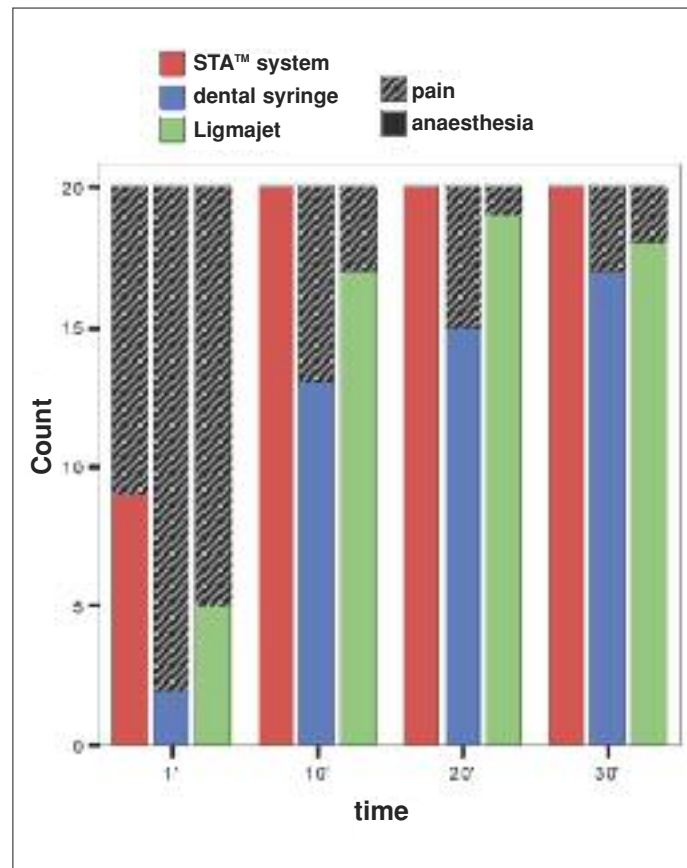 STA™ system
dental syringe
Ligmajet
pain
anaesthesia
20
15
10
5
0
Count
1'
10'
20'
30'
time